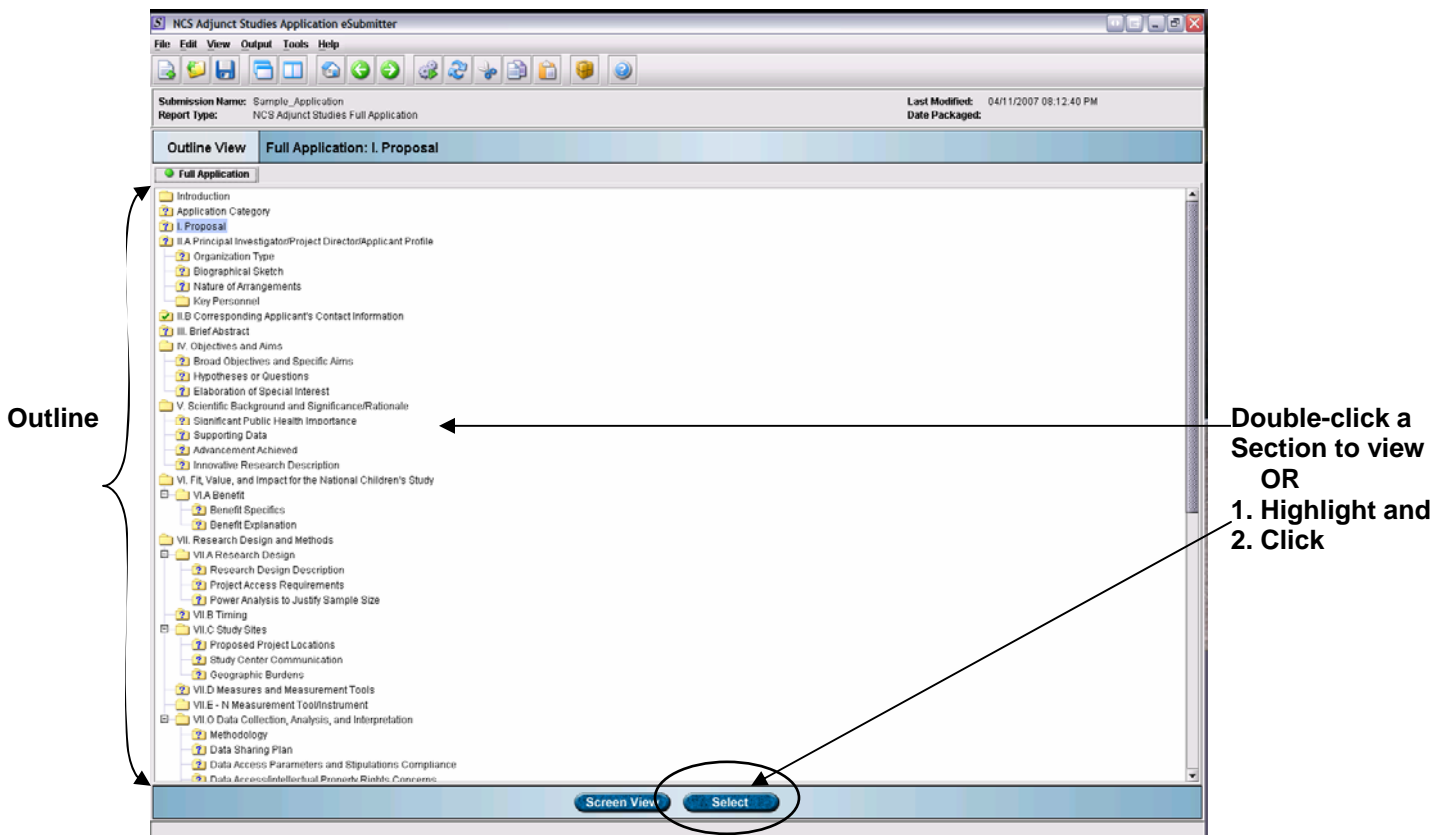 NCS Adjunct Studies Application eSubmitter
File Edit View Output Tools Help
Submission Name: Sample_Application
Last Modified: 04/11/2007 08:12:40 PM
Report Type: NCS Adjunct Studies Full Application
Date Packaged:
Outline View Full Application: I. Proposal
Full Application
Introduction
Application Category
I. Proposal
II.A Principal Investigator/Project Director/Applicant Profile
Organization Type
Biographical Sketch
Nature of Arrangements
Key Personnel
II.B Corresponding Applicant's Contact Information
III. Brief Abstract
IV. Objectives and Aims
Broad Objectives and Specific Aims
Hypotheses or Questions
Elaboration of Special Interest
V. Scientific Background and Significance/Rationale
Significant Public Health Importance
Supporting Data
Advancement Achieved
Innovative Research Description
VI. Fit, Value, and Impact for the National Children's Study
VI.A Benefit
Benefit Specifics
Benefit Explanation
VII. Research Design and Methods
VII.A Research Design
Research Design Description
Project Access Requirements
Power Analysis to Justify Sample Size
VII.B Timing
VII.C Study Sites
Proposed Project Locations
Study Center Communication
Geographic Burdens
VII.D Measures and Measurement Tools
VII.E - N Measurement Tool/Instrument
VII.O Data Collection, Analysis, and Interpretation
Methodology
Data Sharing Plan
Data Access Parameters and Stipulations Compliance
Data Access/Intellectual Property Rights Concerns
Screen View Select
Outline
Double-click a
Section to view
OR
1. Highlight and
2. Click